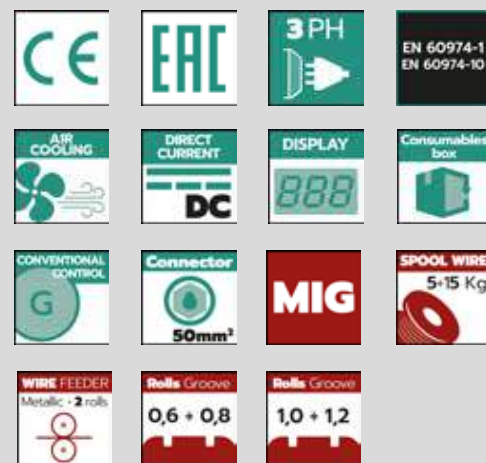 CE
EAC
3 PH
EN 60974-1
EN 60974-10
AIR
COOLING
DIRECT
CURRENT
DC
DISPLAY
888
Consumables
box
CONVENTIONAL
CONTROL
G
Connector
50mm²
MIG
SPOOL WIRE
5÷15 Kg
WIRE FEEDER
Metallic - 2 rolls
Rolls Groove
0,6 + 0,8
Rolls Groove
1,0 + 1,2